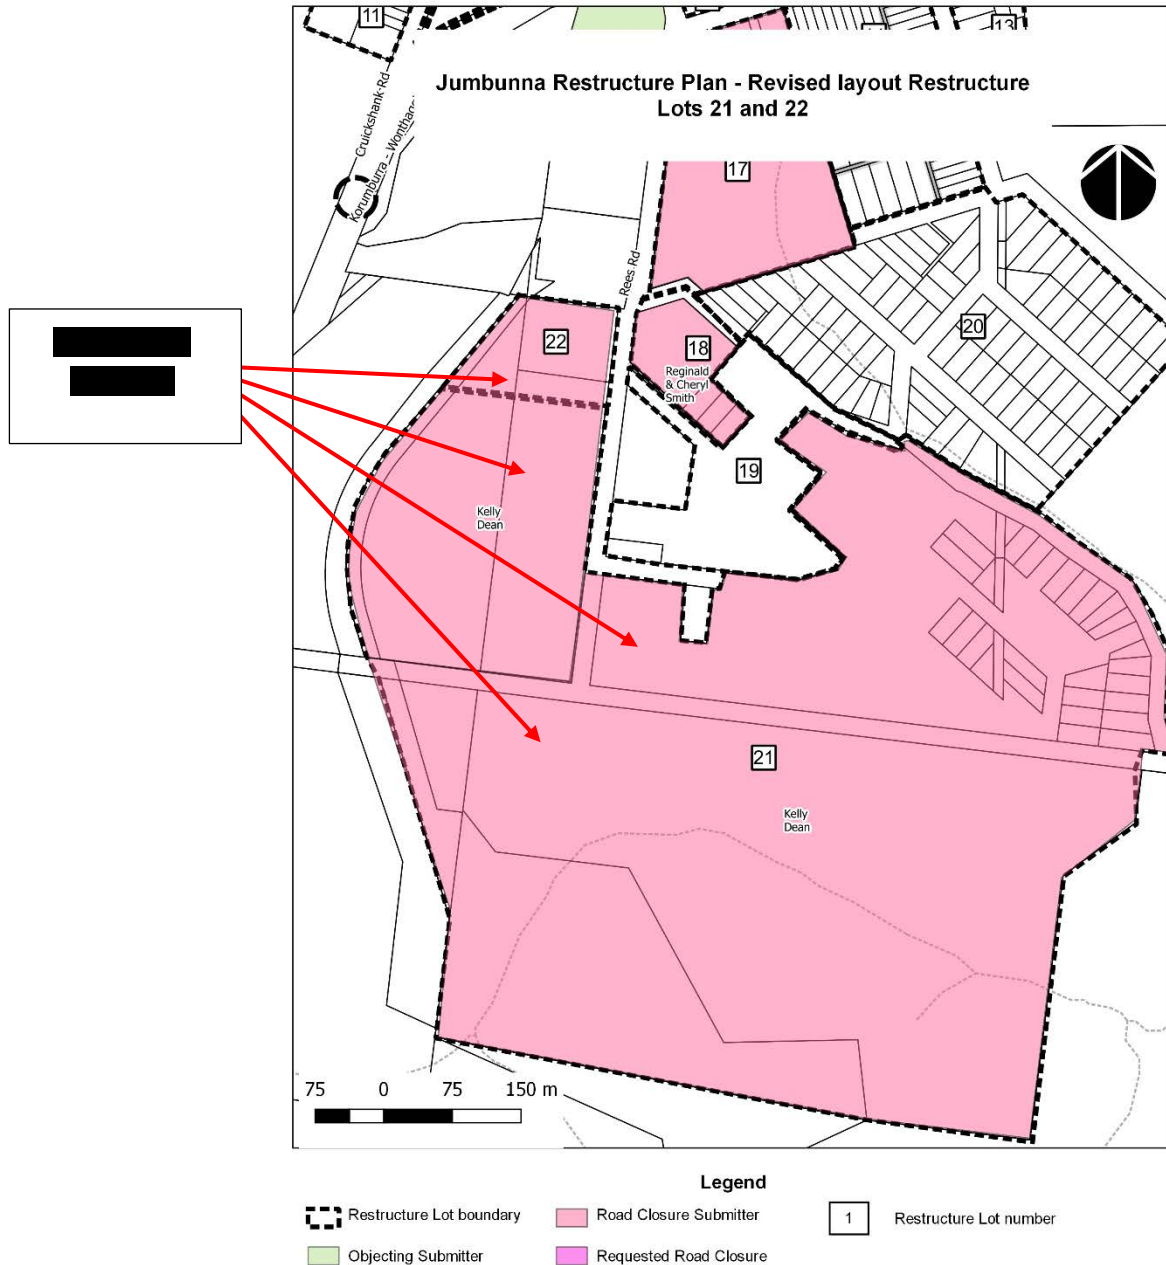 11
13
Jumbunna Restructure Plan - Revised layout Restructure
Lots 21 and 22
Cruickshank Rd
Korumburra - Wonthag
17
Rees Rd
20
22
18
Reginald
& Cheryl
Smith
19
Kelly
Dean
21
Kelly
Dean
75 0 75 150 m
Legend
Restructure Lot boundary
Road Closure Submitter
1
Restructure Lot number
Objecting Submitter
Requested Road Closure